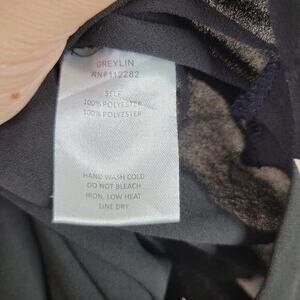 GREYLIN
RN#112282
SELF
100% POLYESTER
100% POLYESTER
HAND WASH COLD
DO NOT BLEACH
IRON, LOW HEAT
LINE DRY